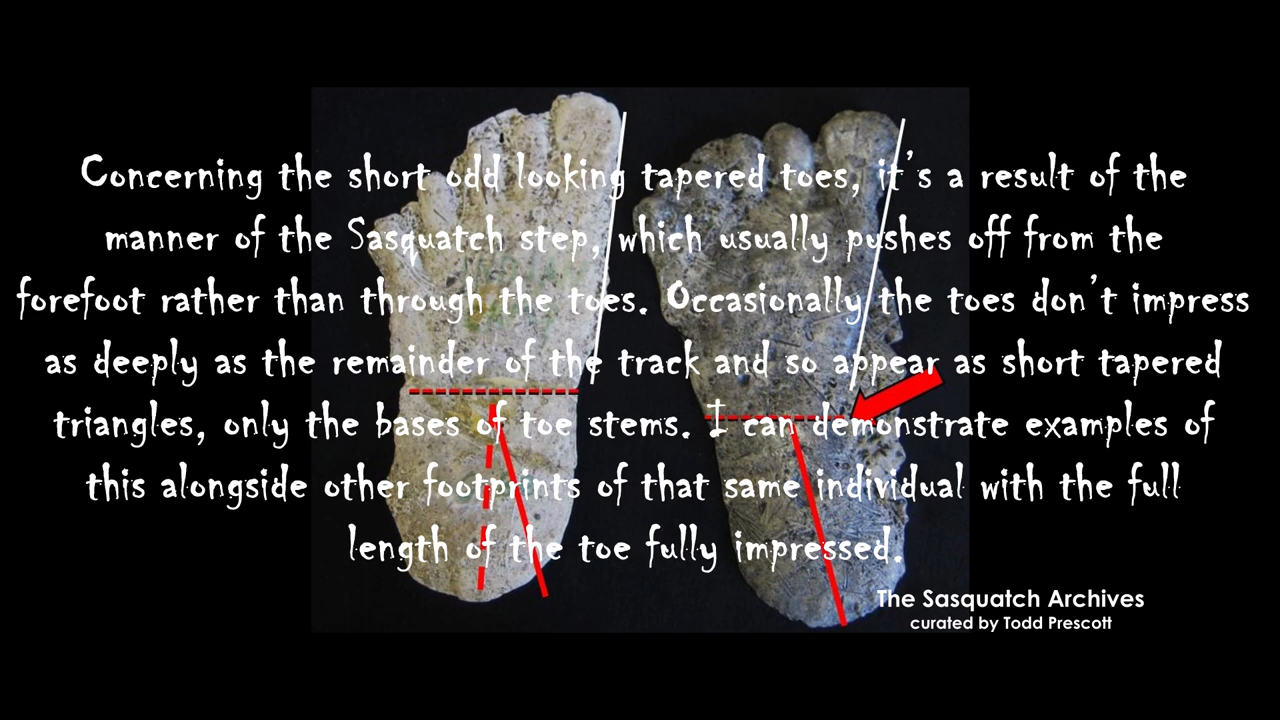 Concerning the short odd looking tapered toes, it's a result of the
manner of the Sasquatch step, which usually pushes off from the
forefoot rather than through the toes. Occasionally the toes don't impress
as deeply as the remainder of the track and so appear as short tapered
triangles, only the bases of toe stems. I can demonstrate examples of
this alongside other footprints of that same individual with the full
length of the toe fully impressed.
The Sasquatch Archives
curated by Todd Prescott